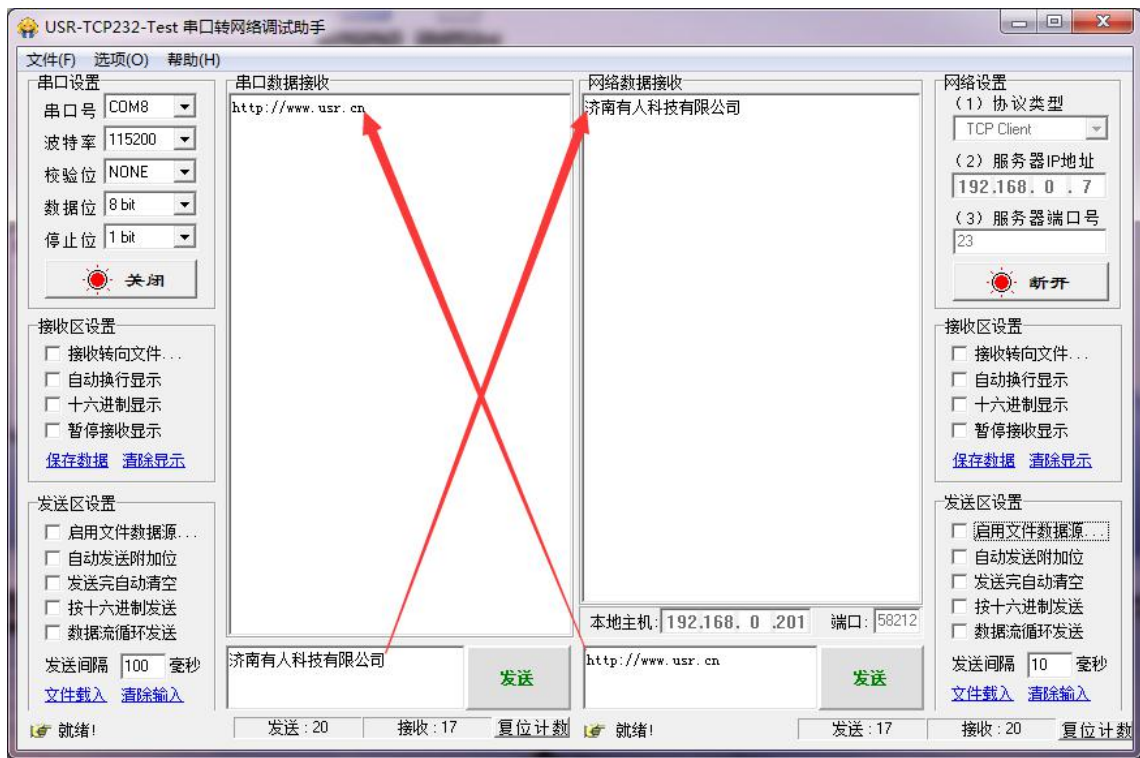 USR-TCP232-Test 串口转网络调试助手
文件(F) 选项(O) 帮助(H)
串口设置
串口号 COM8
波特率 115200
校验位 NONE
数据位 8 bit
停止位 1 bit
关闭
接收区设置
接收转向文件...
自动换行显示
十六进制显示
暂停接收显示
保存数据 清除显示
发送区设置
启用文件数据源...
自动发送附加位
发送完自动清空
按十六进制发送
数据流循环发送
发送间隔 100 毫秒
文件载入 清除输入
就绪!
串口数据接收
http://www.usr.cn
济南有人科技有限公司
发送
发送 : 20 接收 : 17 复位计数
网络数据接收
济南有人科技有限公司
本地主机: 192.168. 0 .201 端口: 58212
http://www.usr.cn
发送
就绪!
发送 : 17 接收 : 20 复位计数
网络设置
(1) 协议类型
TCP Client
(2) 服务器IP地址
192.168. 0 . 7
(3) 服务器端口号
23
断开
接收区设置
接收转向文件...
自动换行显示
十六进制显示
暂停接收显示
保存数据 清除显示
发送区设置
启用文件数据源...
自动发送附加位
发送完自动清空
按十六进制发送
数据流循环发送
发送间隔 10 毫秒
文件载入 清除输入